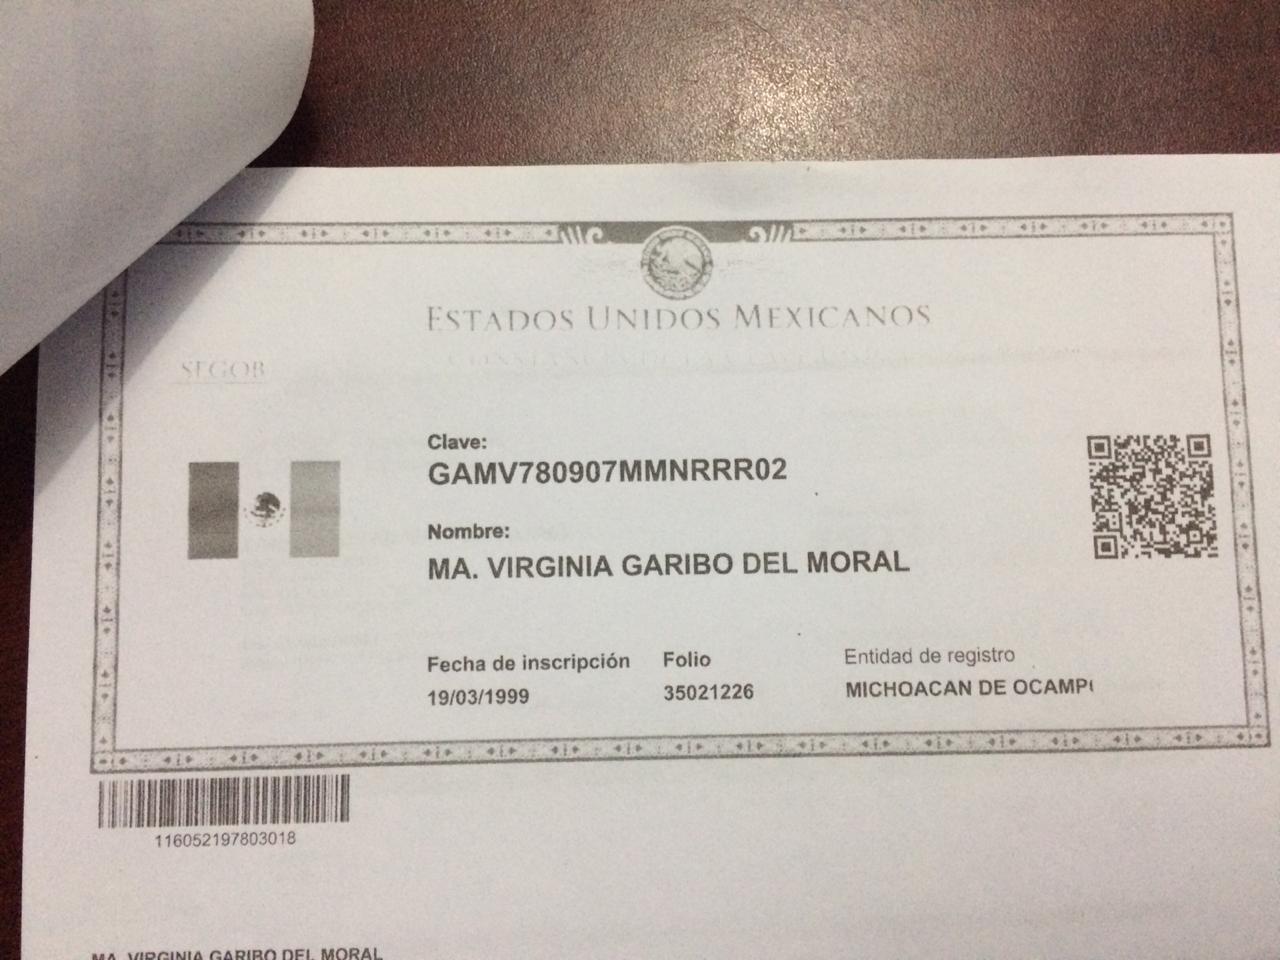 ESTADOS UNIDOS MEXICANOS
SEGOB
Clave:
GAMV780907MMNRRR02
Nombre:
MA. VIRGINIA GARIBO DEL MORAL
Fecha de inscripción Folio Entidad de registro
19/03/1999 35021226 MICHOACAN DE OCAMP
116052197803018
MA. VIRGINIA GARIBO DEL MORAL